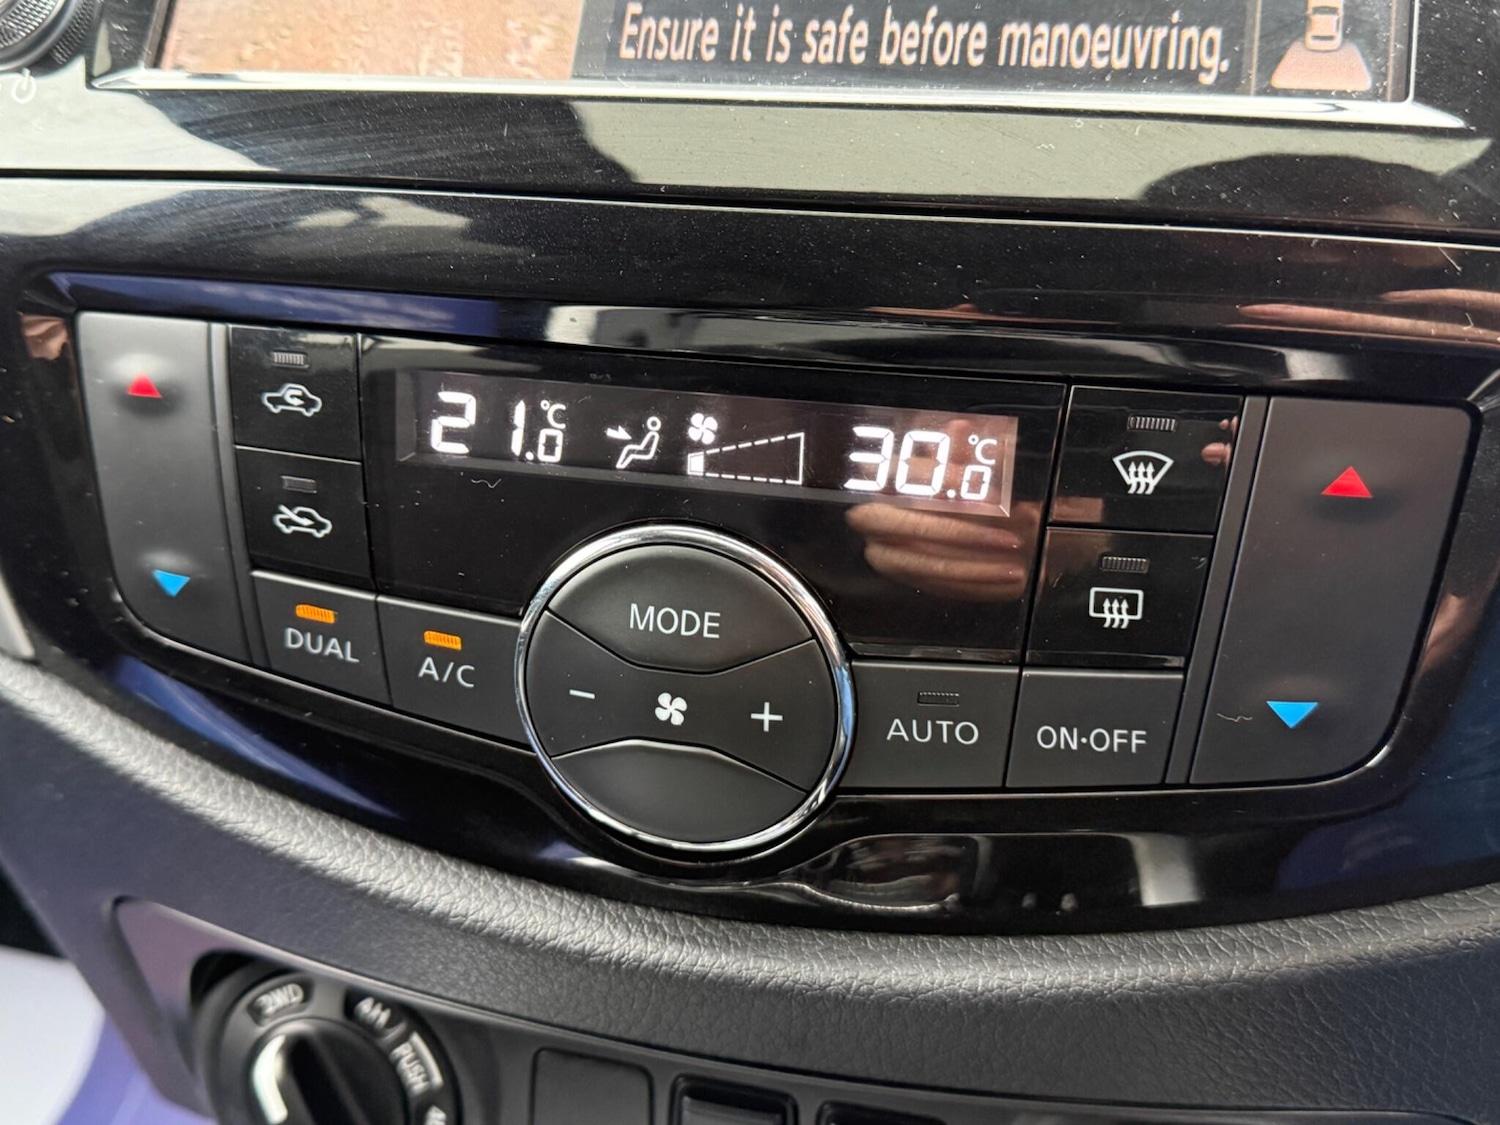 Ensure it is safe before manoeuvring.
21.0°C
30.0°C
MODE
DUAL
A/C
− +
AUTO
ON•OFF
2WD
4H
PUSH